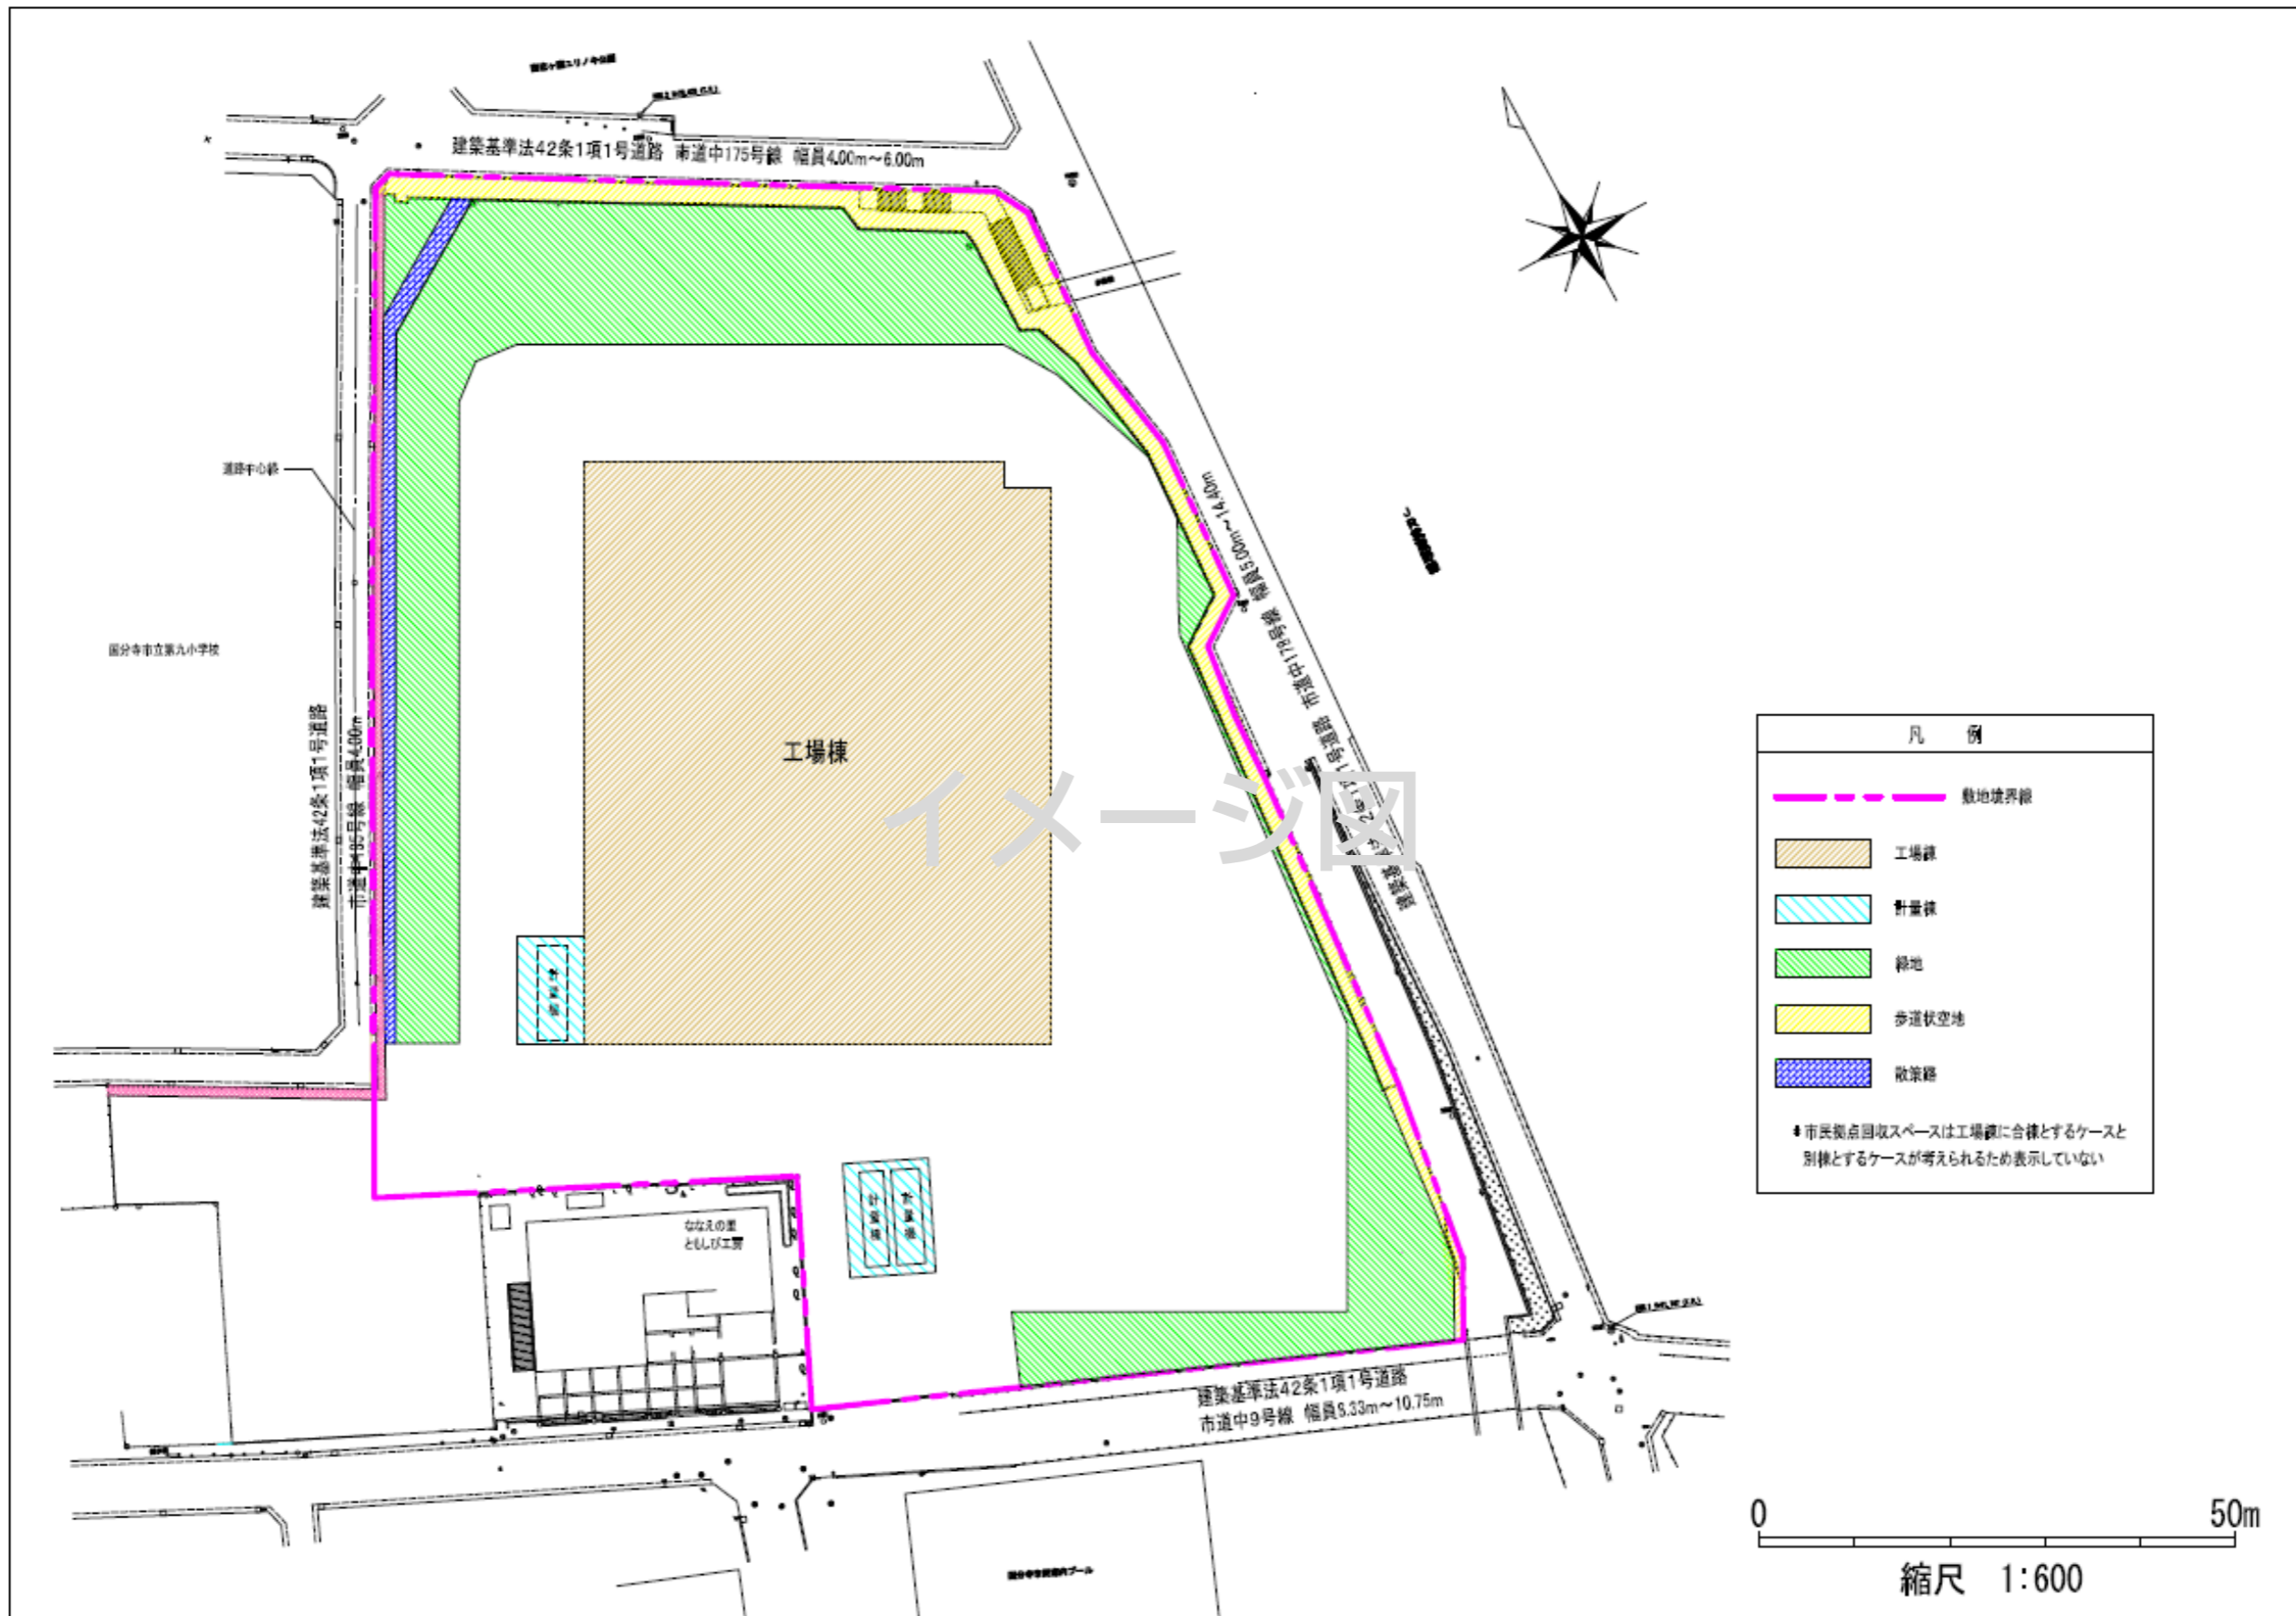 建築基準法42条1項1号道路 市道中175号線 幅員4.00m～6.00m
道路中心線
国分寺市立第九小学校
建築基準法42条1項1号道路
幅員4.00m
幅員5.00m～14.40m
市道中178号線
工場棟
イメージ図
凡 例
敷地境界線
工場棟
計量棟
緑地
歩道状空地
散策路
*市民拠点回収スペースは工場棟に合棟とするケースと
別棟とするケースが考えられるため表示していない
計量機
計量機
ななえの里
ともしび工房
建築基準法42条1項1号道路
市道中9号線 幅員8.33m～10.75m
0 50m
縮尺 1:600